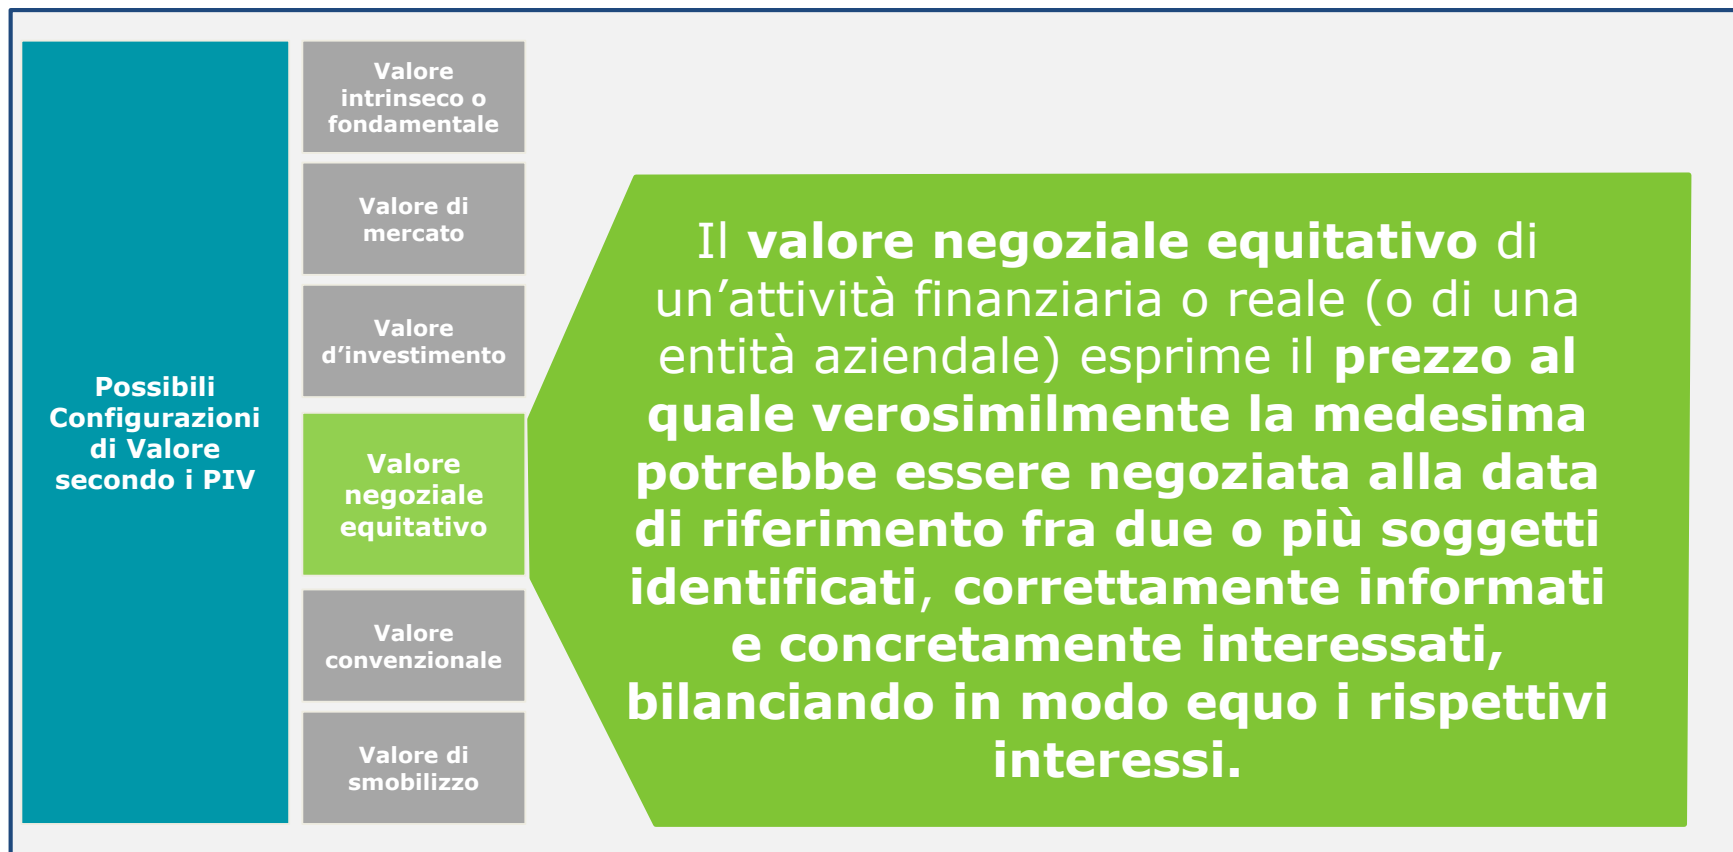 Possibili
Configurazioni
di Valore
secondo i PIV
Valore
intrinseco o
fondamentale
Valore di
mercato
Valore
d’investimento
Valore
negoziale
equitativo
Valore
convenzionale
Valore di
smobilizzo
Il valore negoziale equitativo di
un’attività finanziaria o reale (o di una
entità aziendale) esprime il prezzo al
quale verosimilmente la medesima
potrebbe essere negoziata alla data
di riferimento fra due o più soggetti
identificati, correttamente informati
e concretamente interessati,
bilanciando in modo equo i rispettivi
interessi.